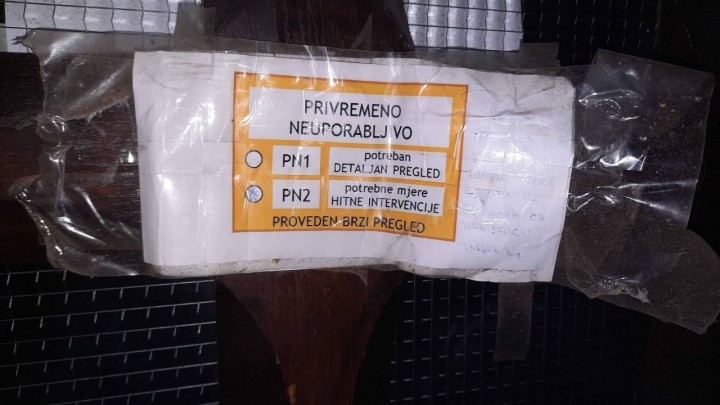 PRIVREMENO
NEUPORABLJIVO
PN1
potreban
DETALJAN PREGLED
PN2
potrebne mjere
HITNE INTERVENCIJE
PROVEDEN BRZI PREGLED